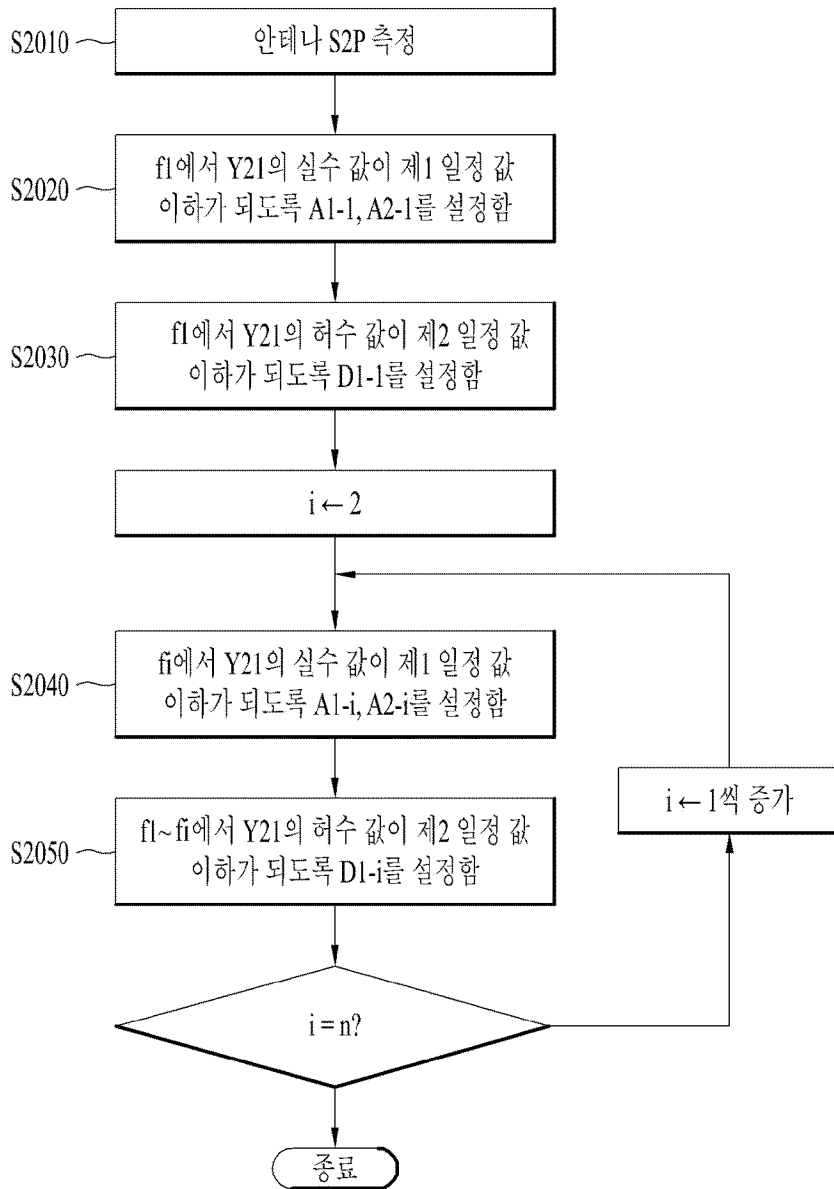 S2010
안테나 S2P 측정
S2020
f1에서 Y21의 실수 값이 제1 일정 값
이하가 되도록 A1-1, A2-1를 설정함
S2030
f1에서 Y21의 허수 값이 제2 일정 값
이하가 되도록 D1-1를 설정함
i ← 2
S2040
fi에서 Y21의 실수 값이 제1 일정 값
이하가 되도록 A1-i, A2-i를 설정함
i ← 1씩 증가
S2050
f1~fi에서 Y21의 허수 값이 제2 일정 값
이하가 되도록 D1-i를 설정함
i = n?
종료